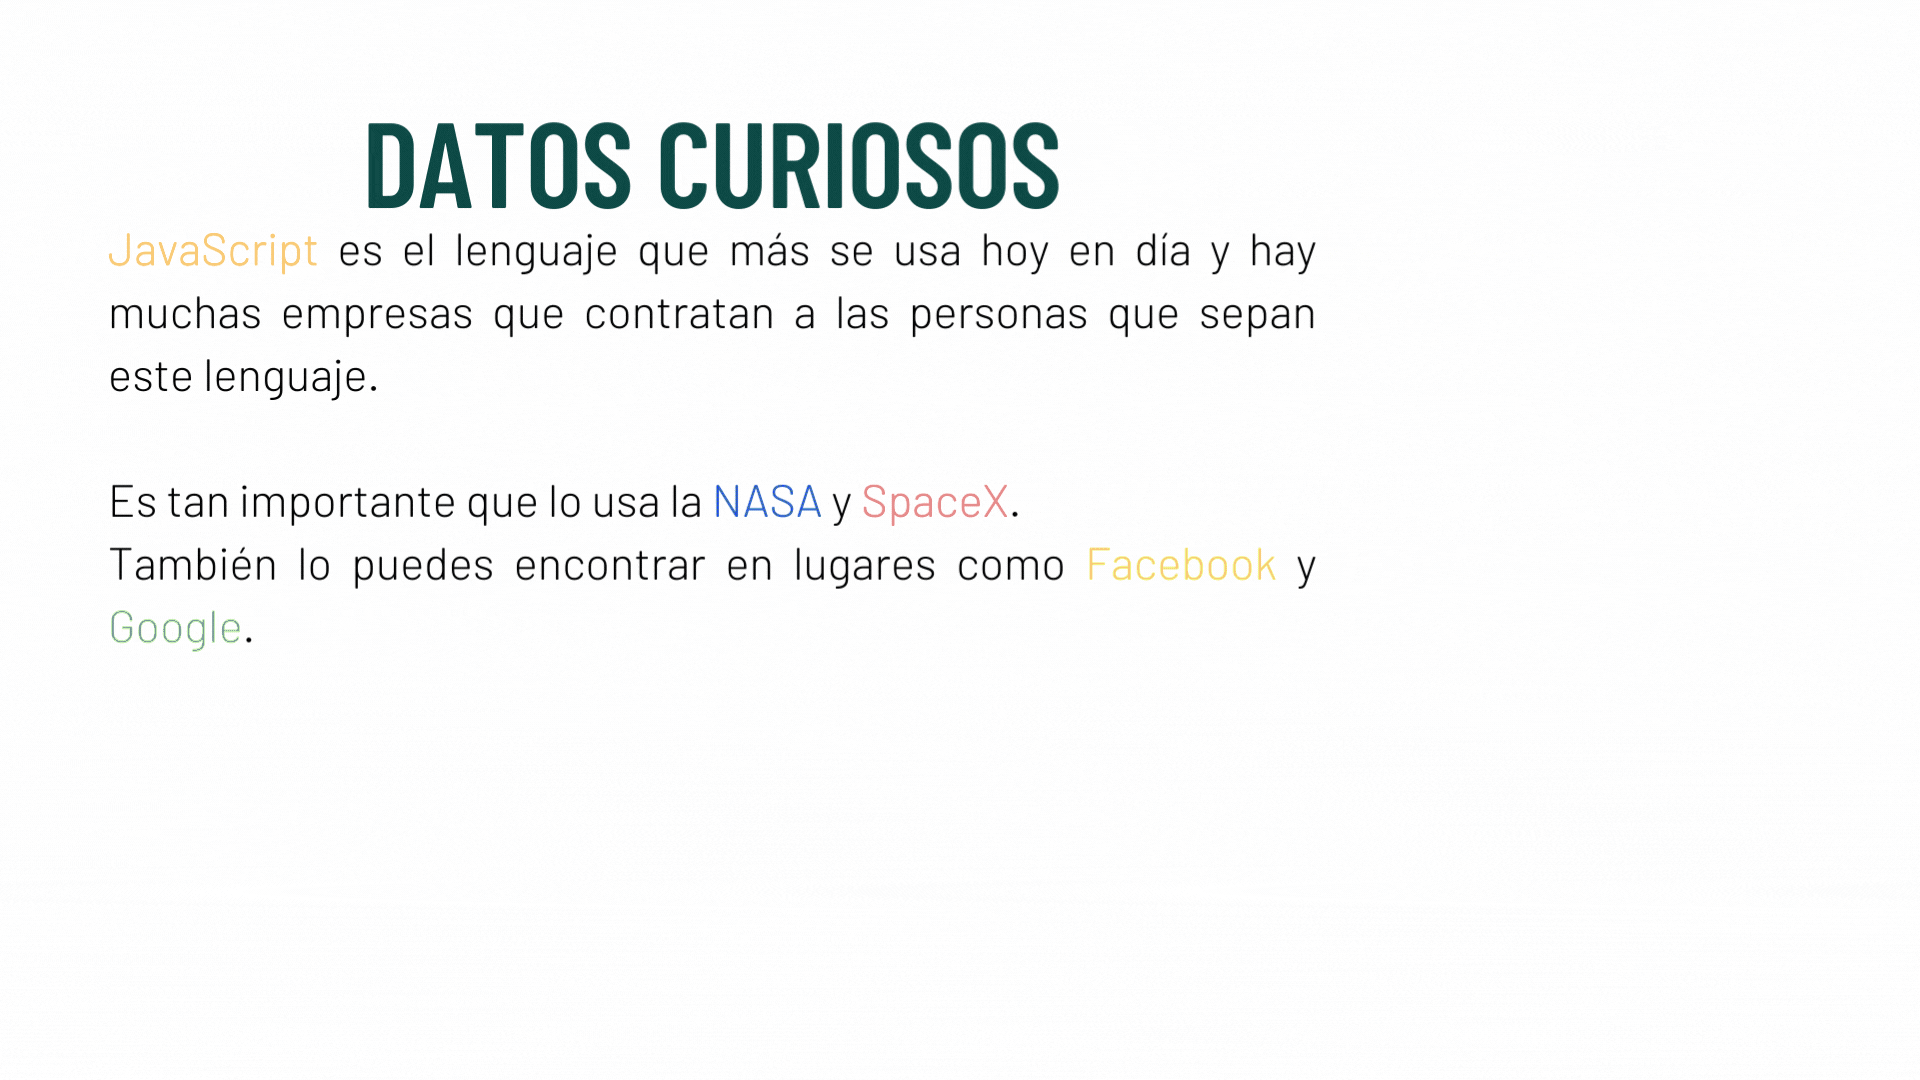 DATOS CURIOSOS
JavaScript es el lenguaje que más se usa hoy en día y hay
muchas empresas que contratan a las personas que sepan
este lenguaje.
Es tan importante que lo usa la NASA y SpaceX.
También lo puedes encontrar en lugares como Facebook y
Google.